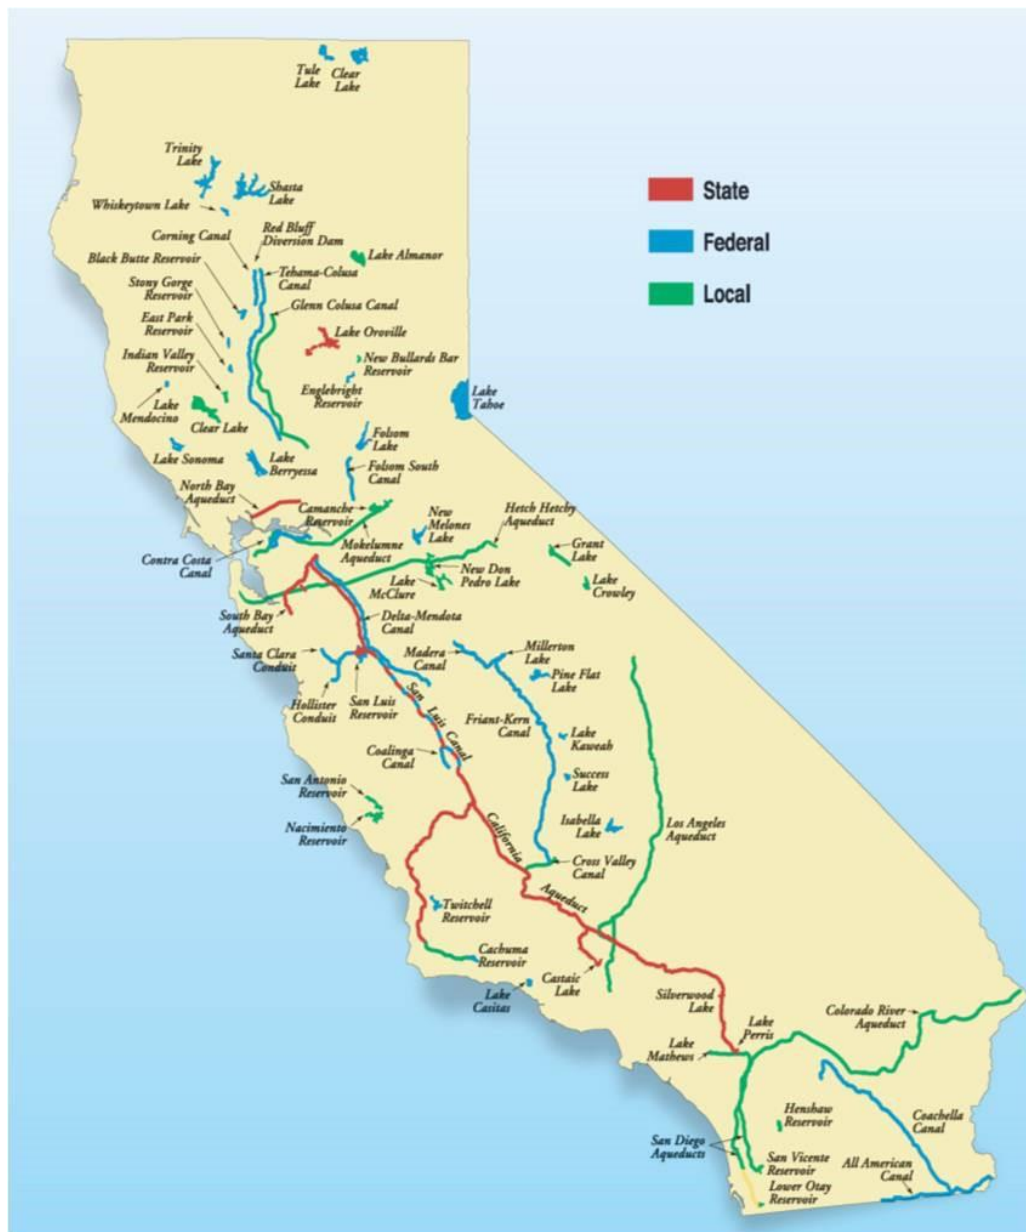 Tule
Lake
Clear
Lake
Trinity
Lake
Shasta
Lake
Whiskeytown Lake
State
Federal
Local
Corning Canal
Red Bluff
Diversion Dam
Black Butte Reservoir
Lake Almanor
Tehama-Colusa
Canal
Stony Gorge
Reservoir
Glenn Colusa Canal
East Park
Reservoir
Lake Oroville
Indian Valley
Reservoir
New Bullards Bar
Reservoir
Englebright
Reservoir
Lake
Tahoe
Lake
Mendocino
Clear Lake
Lake Sonoma
Lake
Berryessa
Folsom
Lake
Folsom South
Canal
North Bay
Aqueduct
Camanche
Reservoir
New
Melones
Lake
Hetch Hetchy
Aqueduct
Contra Costa
Canal
Mokelumne
Aqueduct
Grant
Lake
New Don
Pedro Lake
Lake
McClure
Lake
Crowley
South Bay
Aqueduct
Delta-Mendota
Canal
Santa Clara
Conduit
Madera
Canal
Millerton
Lake
Pine Flat
Lake
Hollister
Conduit
San Luis
Reservoir
San Luis Canal
Friant-Kern
Canal
Lake
Kaweah
Coalinga
Canal
Success
Lake
San Antonio
Reservoir
Nacimiento
Reservoir
Isabella
Lake
Los Angeles
Aqueduct
California
Aqueduct
Cross Valley
Canal
Twitchell
Reservoir
Cachuma
Reservoir
Castaic
Lake
Lake
Casitas
Silverwood
Lake
Colorado River
Aqueduct
Lake
Perris
Lake
Mathews
Henshaw
Reservoir
Coachella
Canal
San Diego
Aqueducts
San Vicente
Reservoir
All American
Canal
Lower Otay
Reservoir